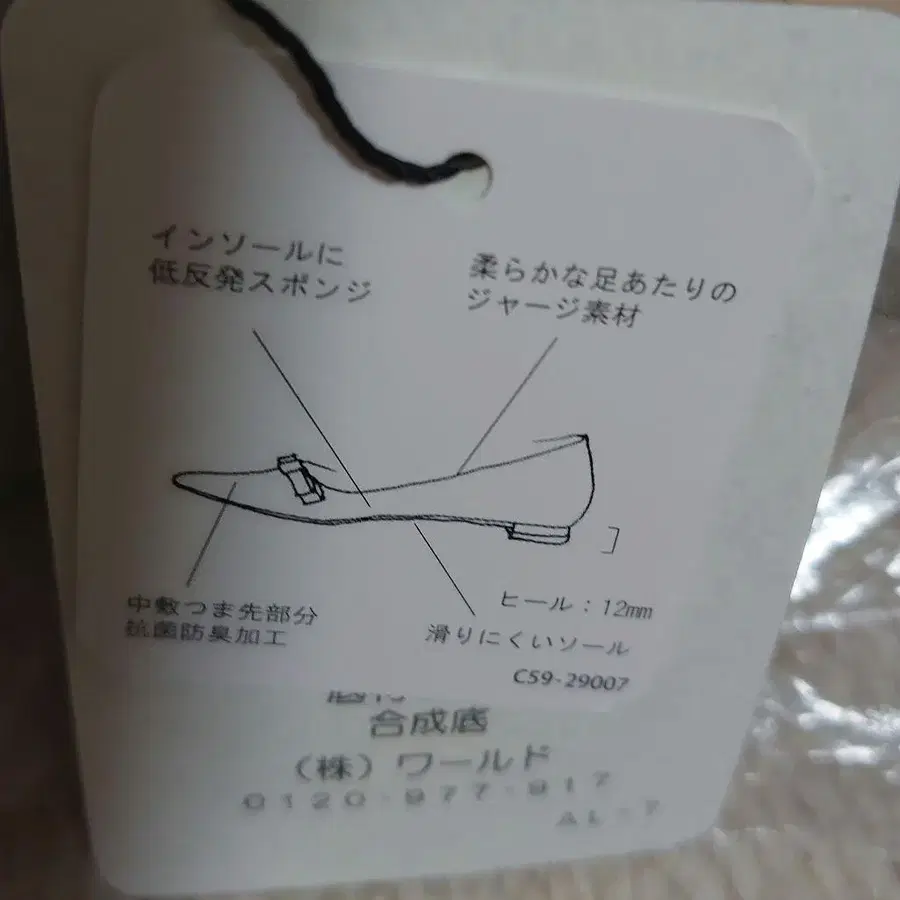 インソールに
低反発スポンジ
柔らかな足あたりの
ジャージ素材
中敷つま先部分
抗菌防臭加工
ヒール：12mm
滑りにくいソール
C59-29007
合成底
（株）ワールド
0120-977-917
AL-7